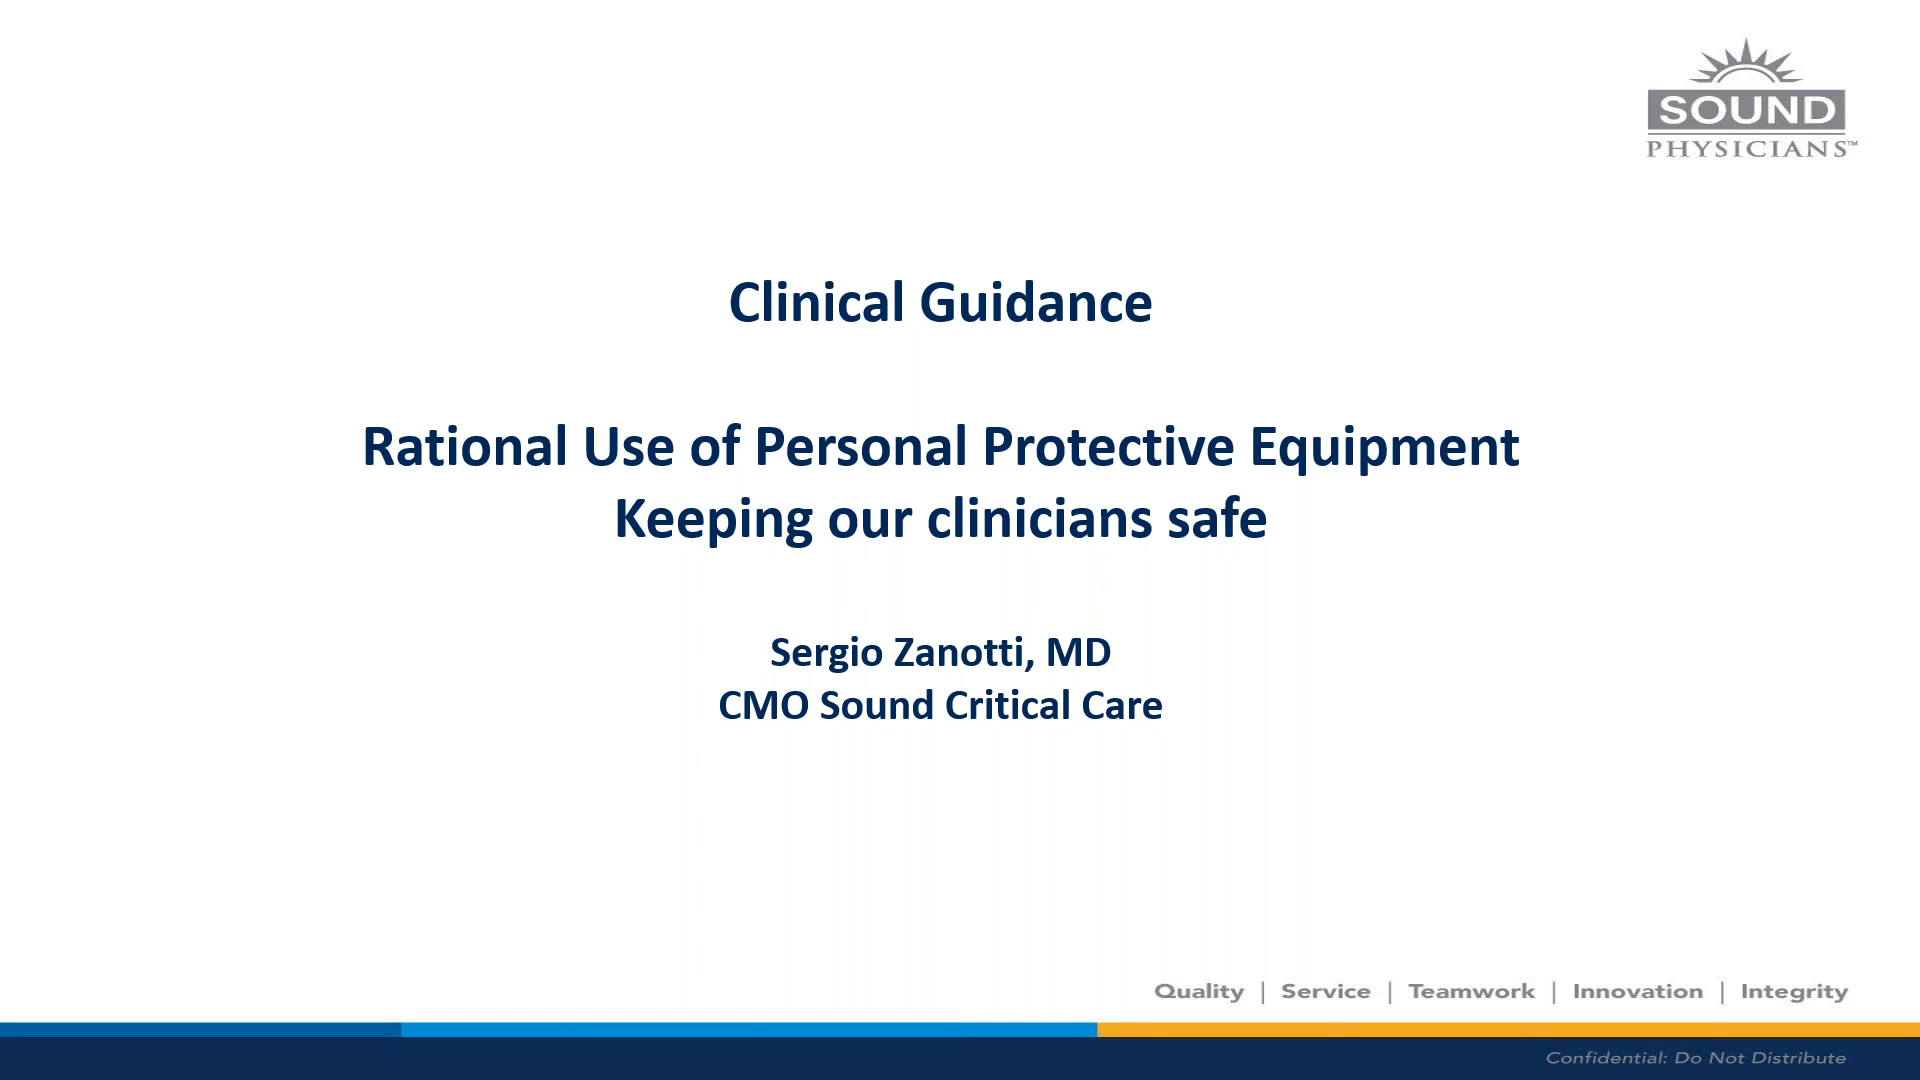 SOUND
PHYSICIANS™
Clinical Guidance
Rational Use of Personal Protective Equipment
Keeping our clinicians safe
Sergio Zanotti, MD
CMO Sound Critical Care
Quality | Service | Teamwork | Innovation | Integrity
Confidential: Do Not Distribute